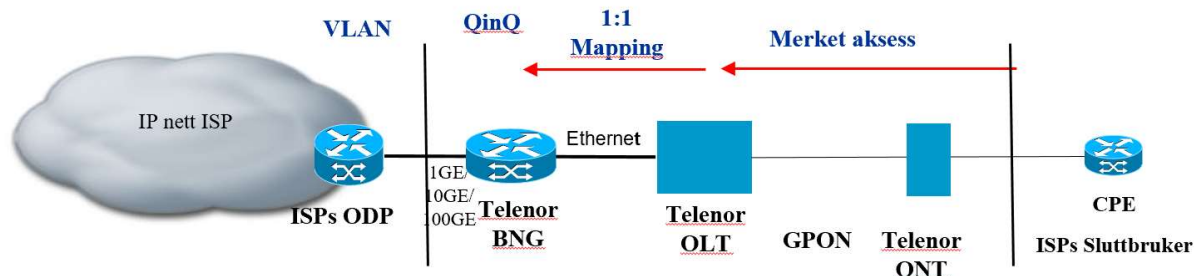 VLAN
QinQ
1:1
Mapping
Merket aksess
IP nett ISP
Ethernet
1GE/
10GE/
100GE
ISPs ODP
Telenor
BNG
Telenor
OLT
GPON
Telenor
ONT
CPE
ISPs Sluttbruker